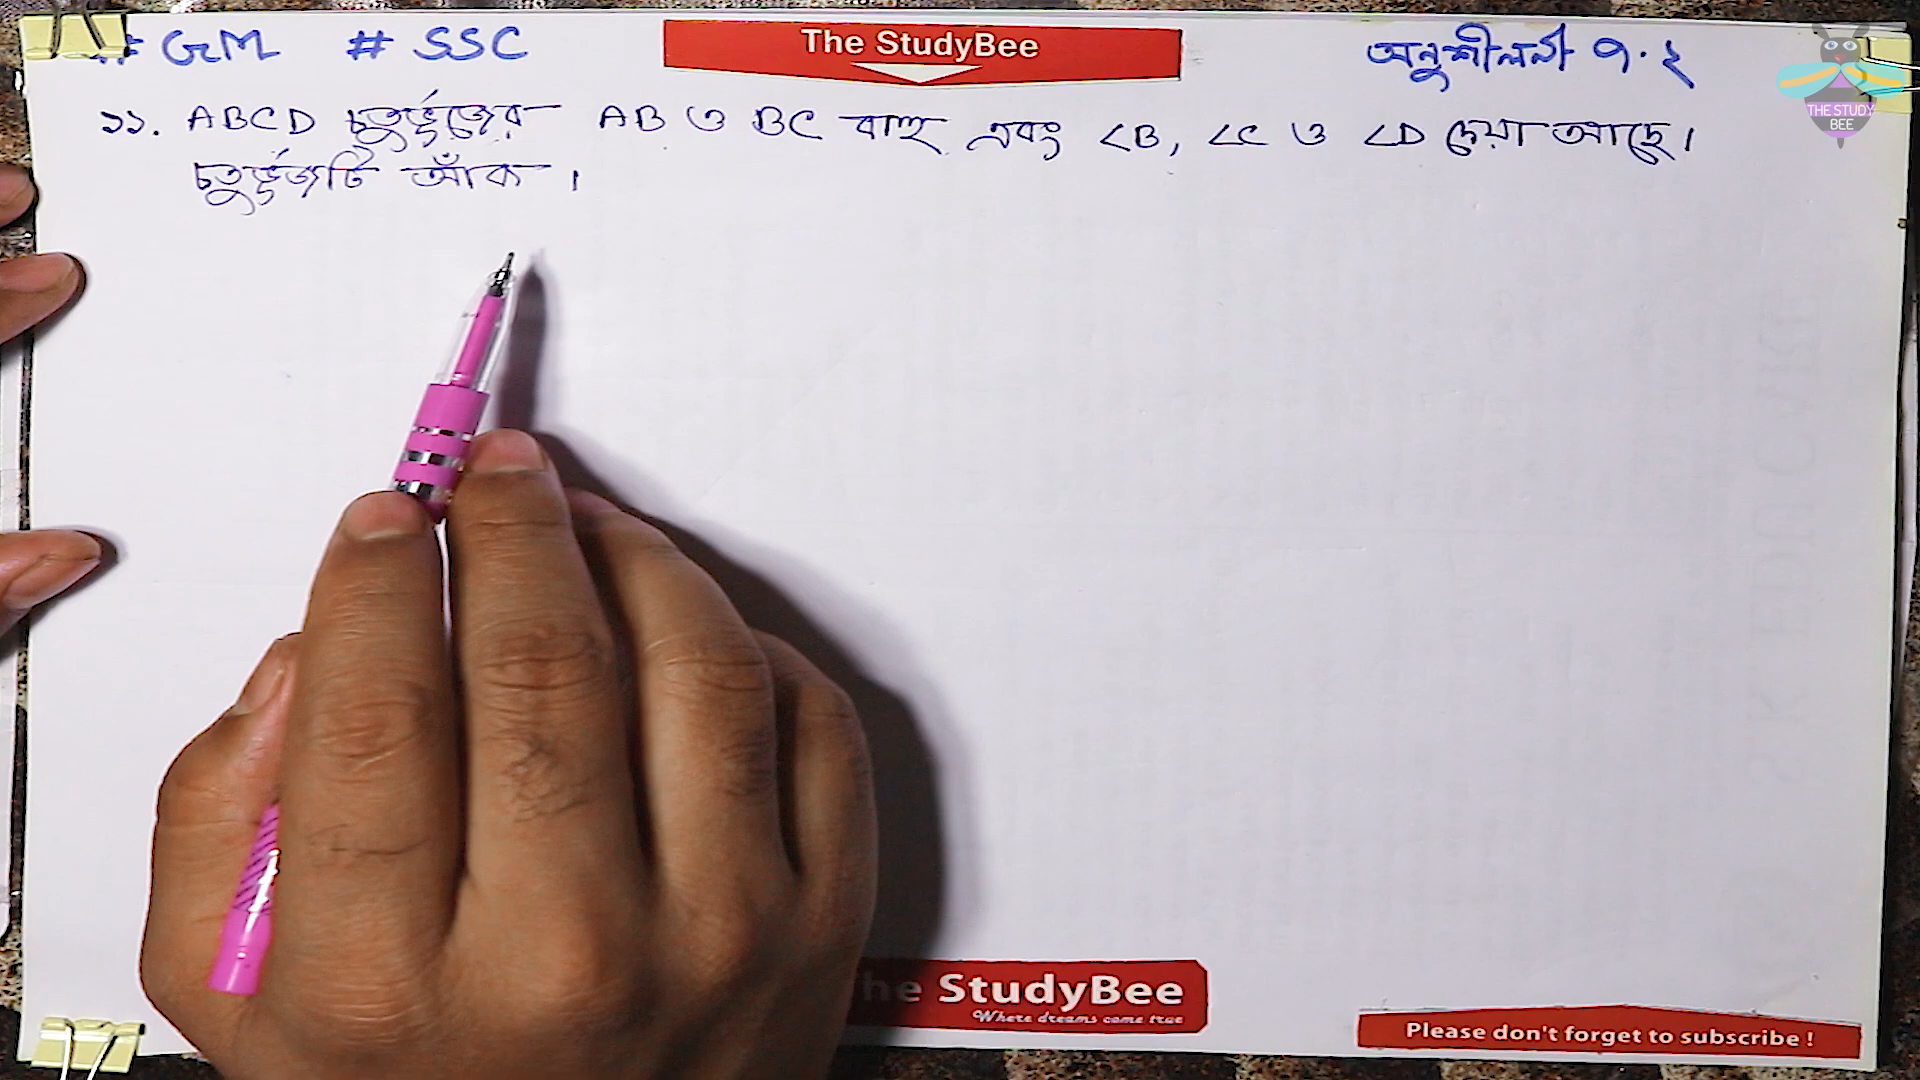 # GM # SSC
The StudyBee
অনুশীলনী ৭.২
THE STUDY
BEE
১১. ABCD চতুর্ভুজের AB ও BC বাহু এবং ∠B, ∠C ও ∠D দেয়া আছে।
চতুর্ভুজটি আঁক।
he StudyBee
Where dreams come true
Please don't forget to subscribe !